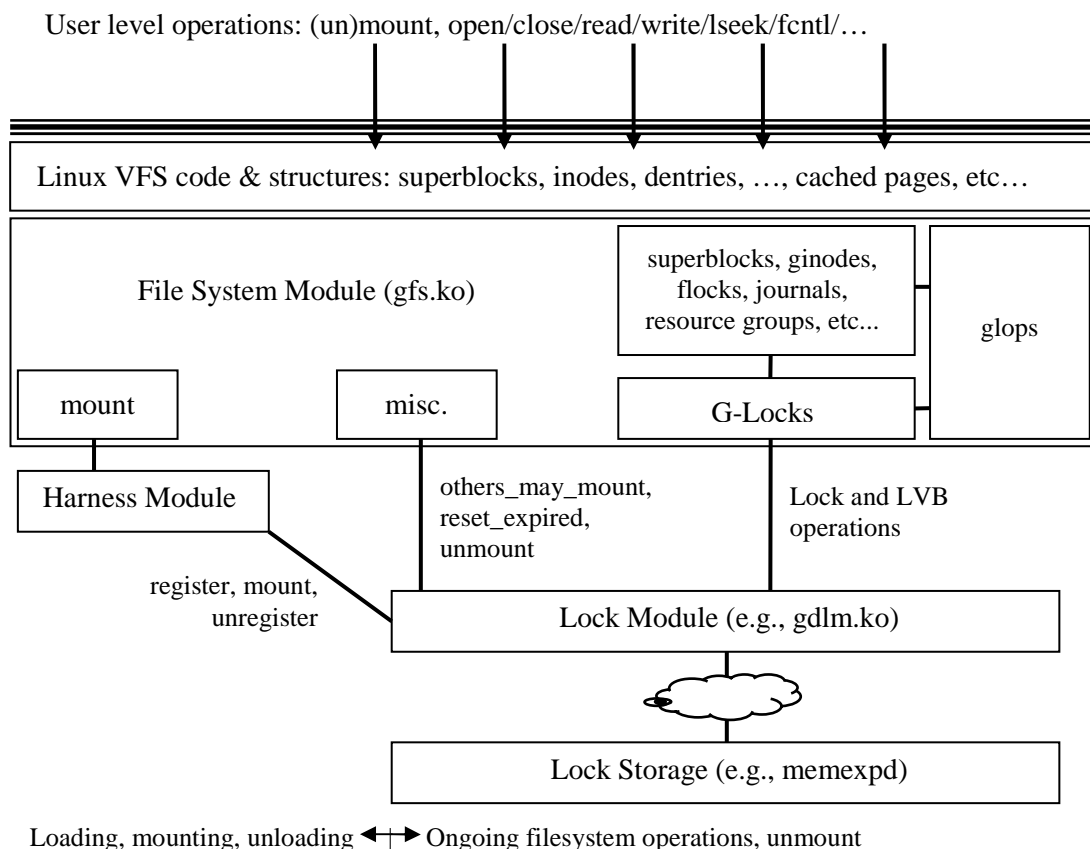 User level operations: (un)mount, open/close/read/write/lseek/fcntl/…
Linux VFS code & structures: superblocks, inodes, dentries, …, cached pages, etc…
File System Module (gfs.ko)
superblocks, ginodes,
flocks, journals,
resource groups, etc...
glops
mount
misc.
G-Locks
Harness Module
others_may_mount,
reset_expired,
unmount
Lock and LVB
operations
register, mount,
unregister
Lock Module (e.g., gdlm.ko)
Lock Storage (e.g., memexpd)
Loading, mounting, unloading
Ongoing filesystem operations, unmount